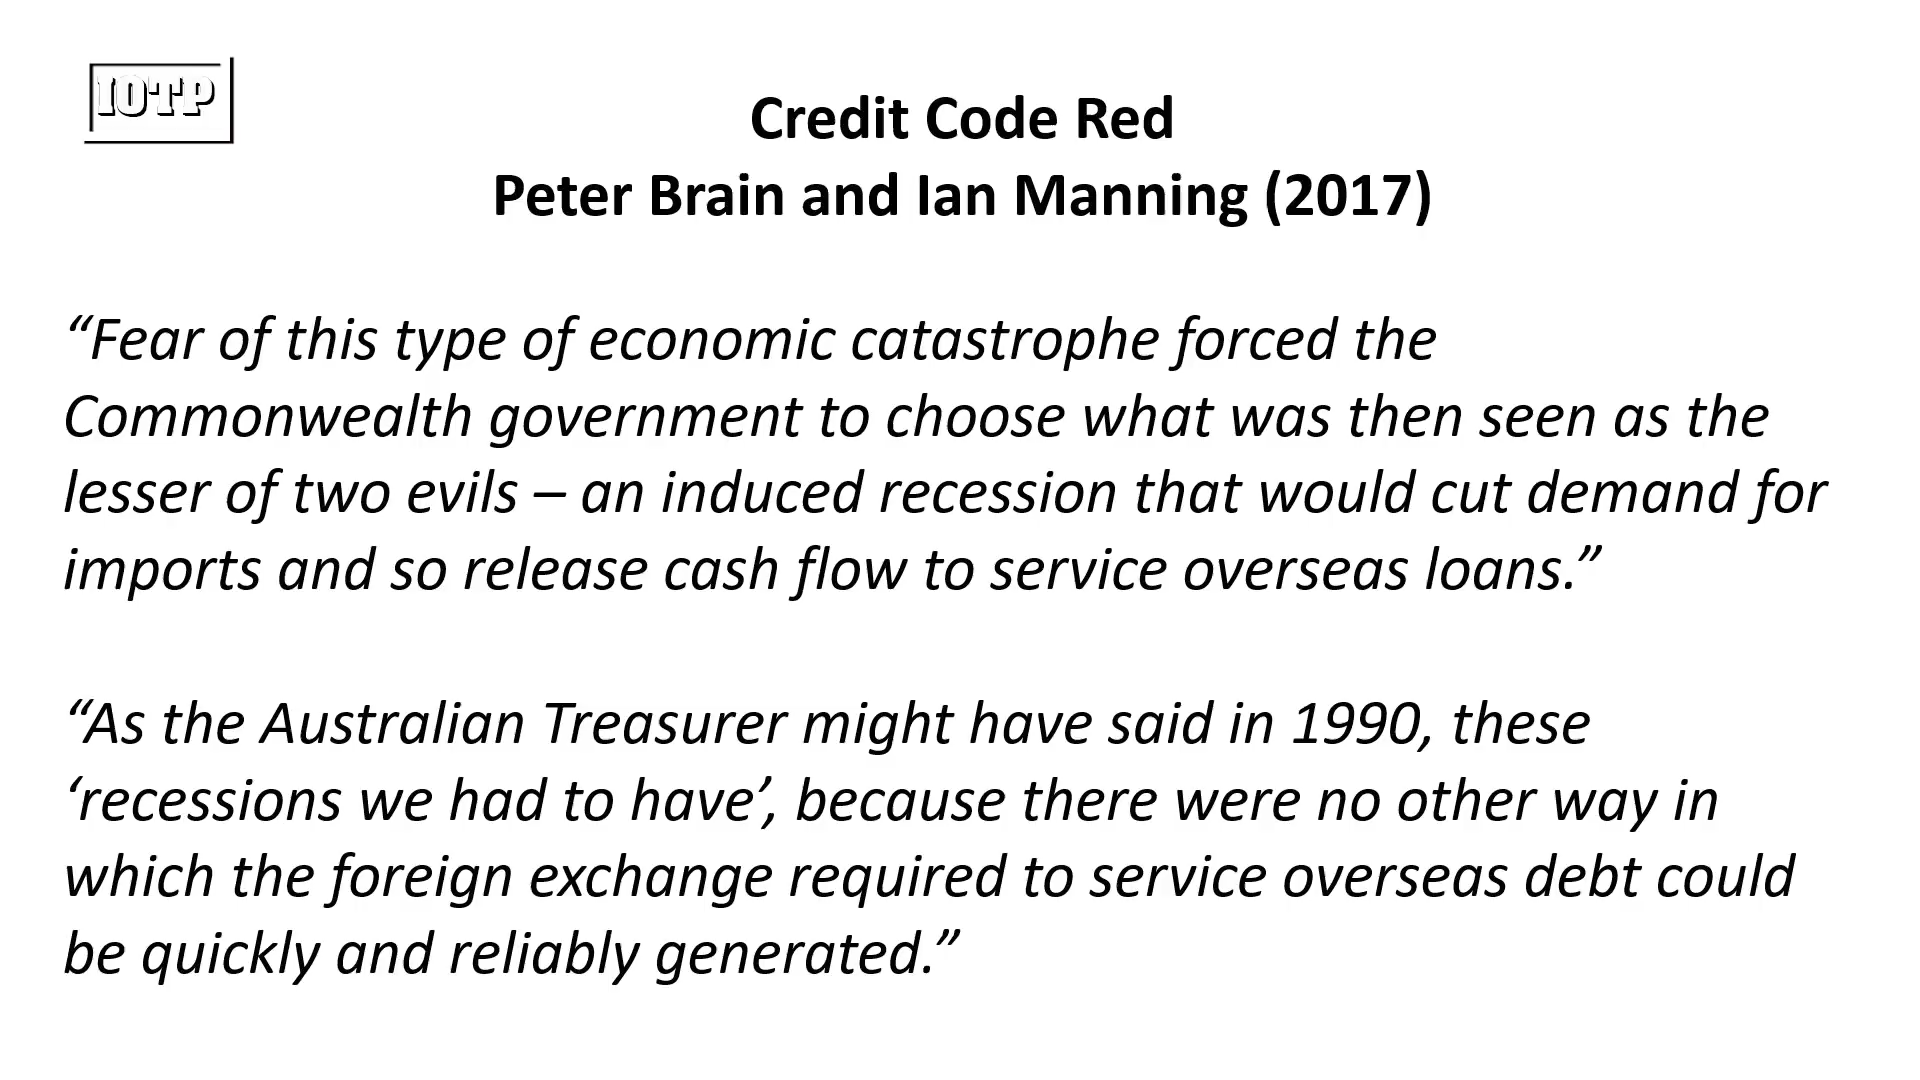 IOTP
Credit Code Red
Peter Brain and Ian Manning (2017)
“Fear of this type of economic catastrophe forced the
Commonwealth government to choose what was then seen as the
lesser of two evils – an induced recession that would cut demand for
imports and so release cash flow to service overseas loans.”
“As the Australian Treasurer might have said in 1990, these
‘recessions we had to have’, because there were no other way in
which the foreign exchange required to service overseas debt could
be quickly and reliably generated.”